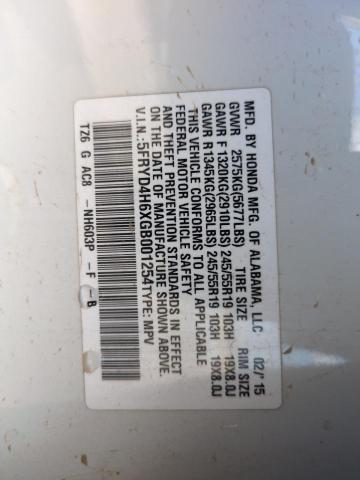 MFD. BY HONDA MFG. OF ALABAMA, LLC 02/'15
GVWR 2575KG(5677LBS) TIRE SIZE RIM SIZE
GAWR F 1320KG(2910LBS) 245/55R19 103H 19X8.0J
GAWR R 1345KG(2965LBS) 245/55R19 103H 19X8.0J
THIS VEHICLE CONFORMS TO ALL APPLICABLE
FEDERAL MOTOR VEHICLE SAFETY
AND THEFT PREVENTION STANDARDS IN EFFECT
ON THE DATE OF MANUFACTURE SHOWN ABOVE.
V.I.N.:5FRYD4H6XGB001254 1TYPE: MPV
TZ6 G AC8 -NH603P -F -B